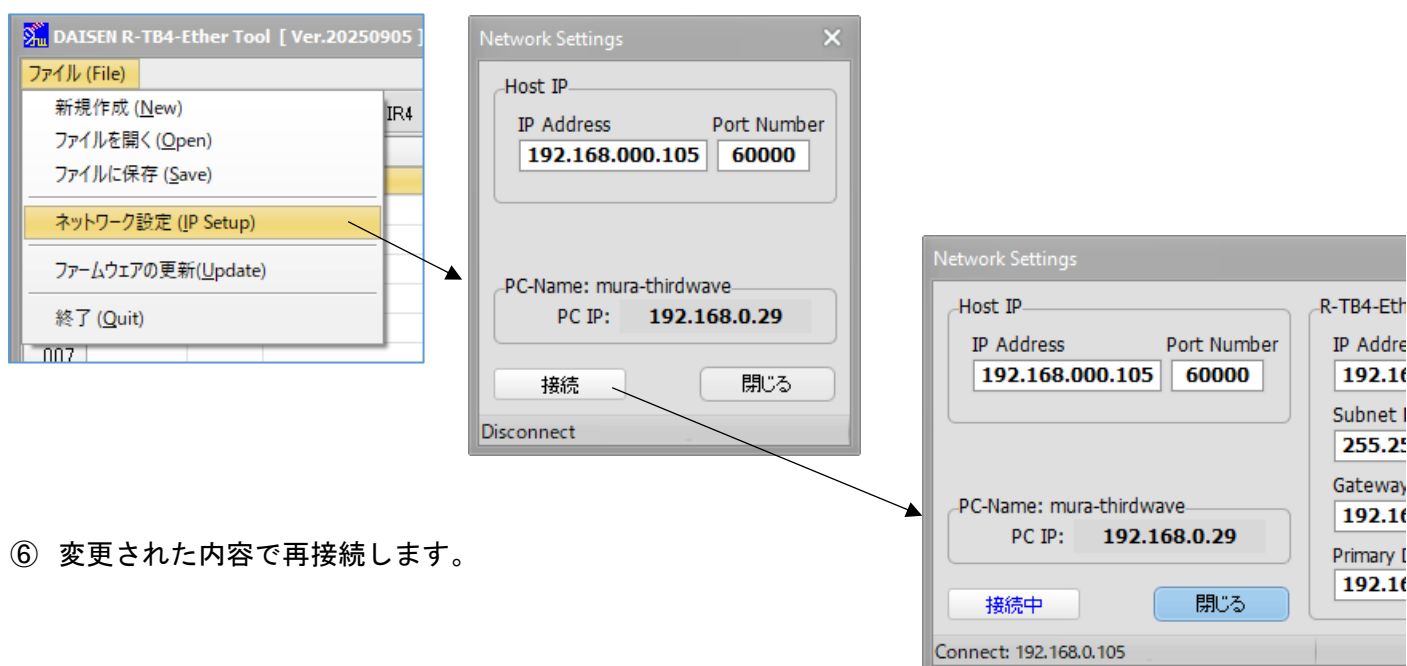 DAISEN R-TB4-Ether Tool [ Ver.20250905 ]
ファイル (File)
新規作成 (New)
IR4
ファイルを開く (Open)
ファイルに保存 (Save)
ネットワーク設定 (IP Setup)
ファームウェアの更新(Update)
終了 (Quit)
007
Network Settings
Host IP
IP Address Port Number
192.168.000.105 60000
PC-Name: mura-thirdwave
PC IP: 192.168.0.29
接続 閉じる
Disconnect
Network Settings
Host IP
IP Address Port Number
192.168.000.105 60000
PC-Name: mura-thirdwave
PC IP: 192.168.0.29
接続中 閉じる
Connect: 192.168.0.105
R-TB4-Eth
IP Addre
192.16
Subnet
255.25
Gateway
192.16
Primary
192.16
⑥ 変更された内容で再接続します。